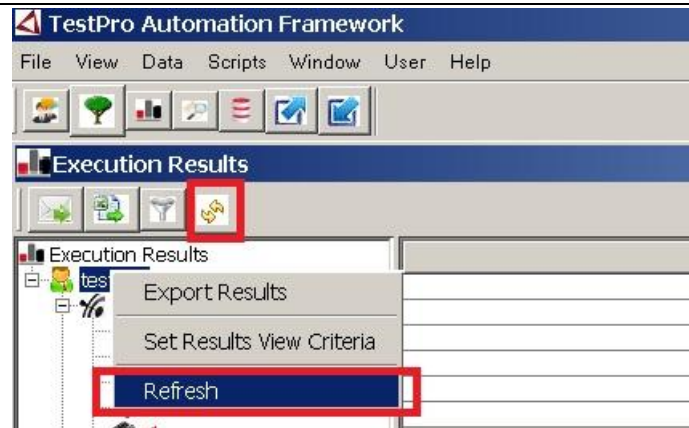 TestPro Automation Framework
File View Data Scripts Window User Help
Execution Results
Execution Results
Export Results
Set Results View Criteria
Refresh